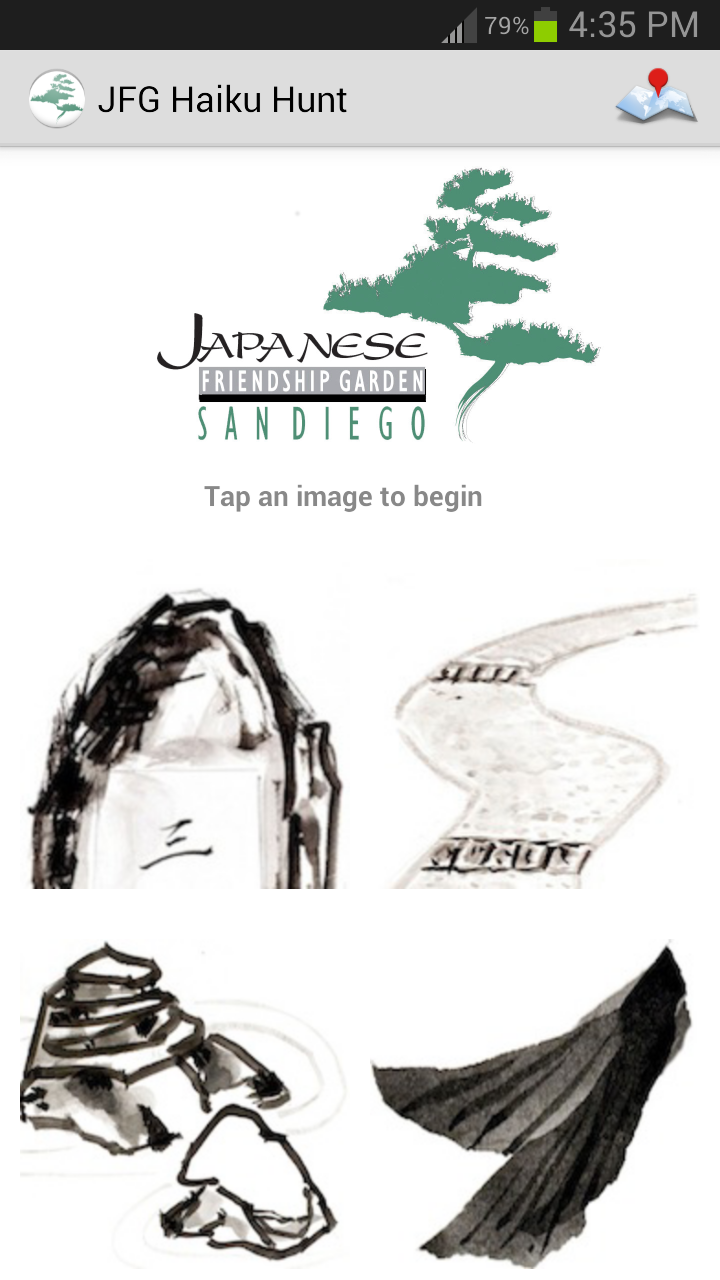 79% 4:35 PM
JFG Haiku Hunt
JAPANESE
FRIENDSHIP GARDEN
SAN DIEGO
Tap an image to begin
三